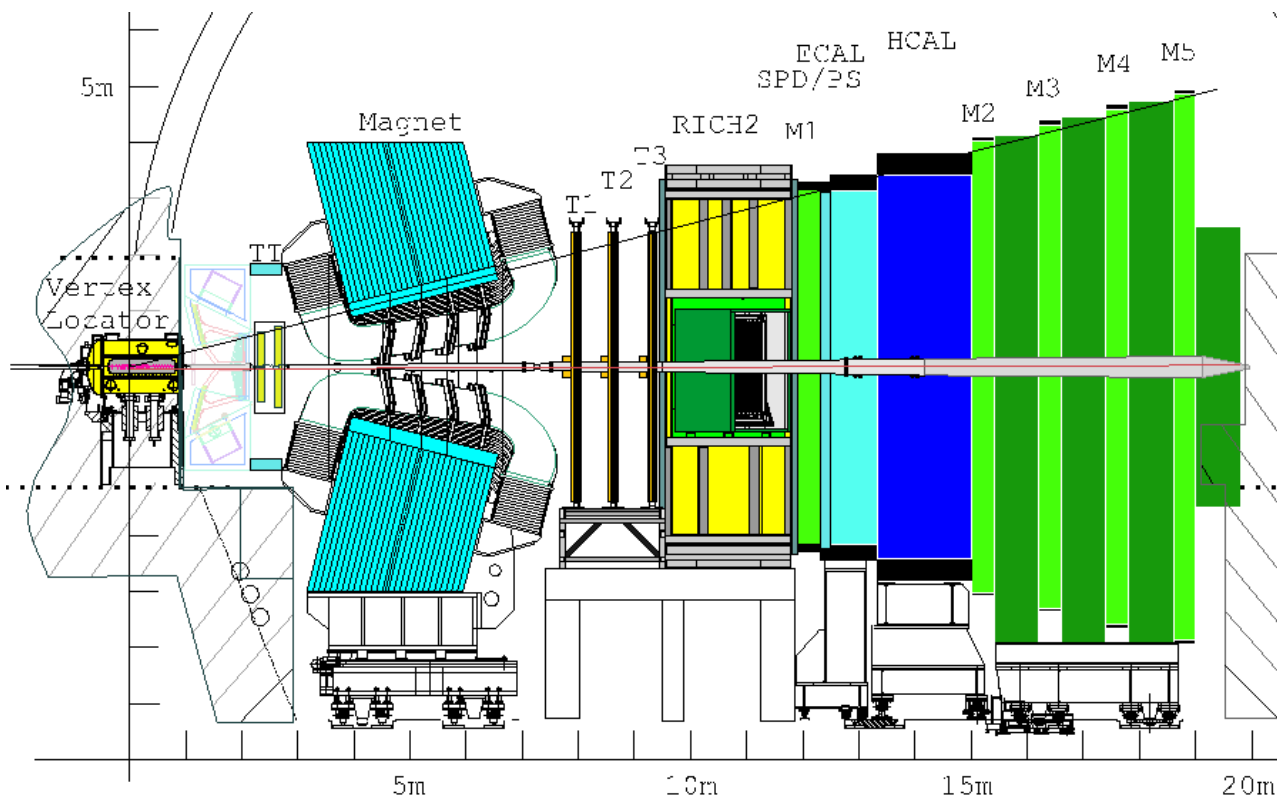 HCAL
ECAL
SPD/PS
M5
M4
M3
M2
M1
RICH2
5m
Magnet
T3
T2
T1
TT
Vertex
Locator
5m
10m
15m
20m